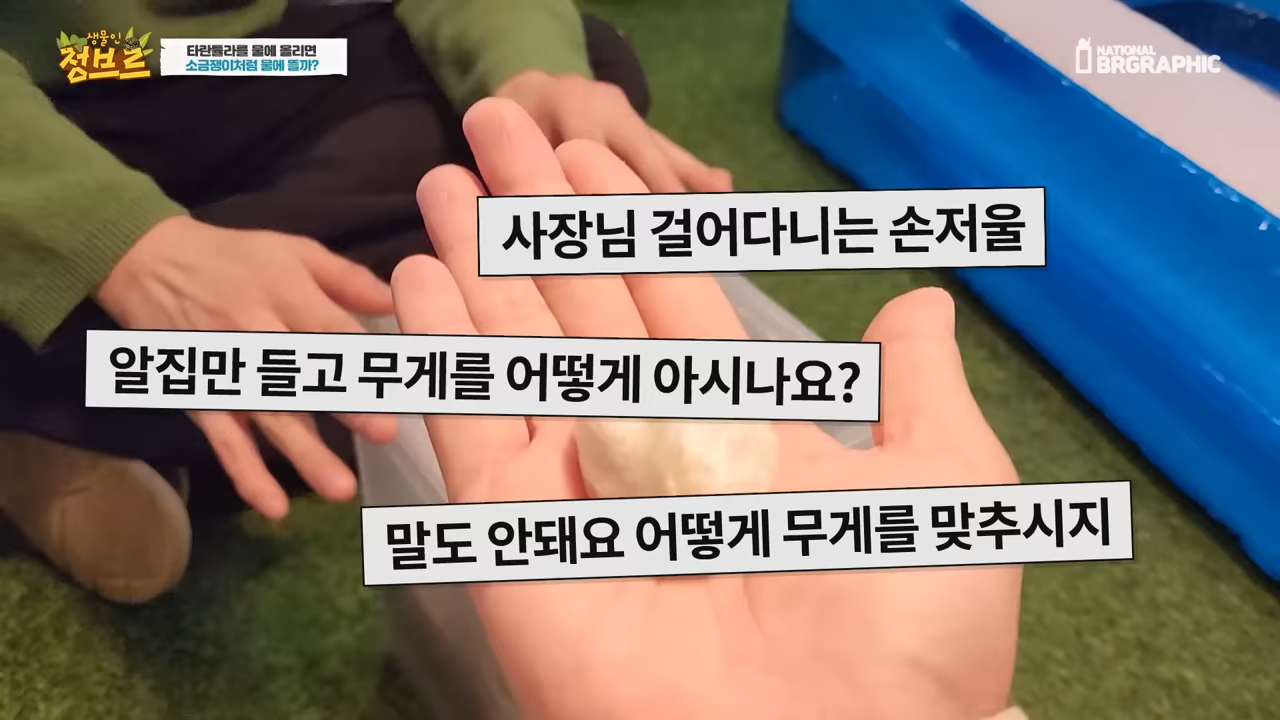 생물인
정브르
타란튤라를 물에 올리면
소금쟁이처럼 물에 뜰까?
NATIONAL
BRGRAPHIC
사장님 걸어다니는 손저울
알집만 들고 무게를 어떻게 아시나요?
말도 안돼요 어떻게 무게를 맞추시지